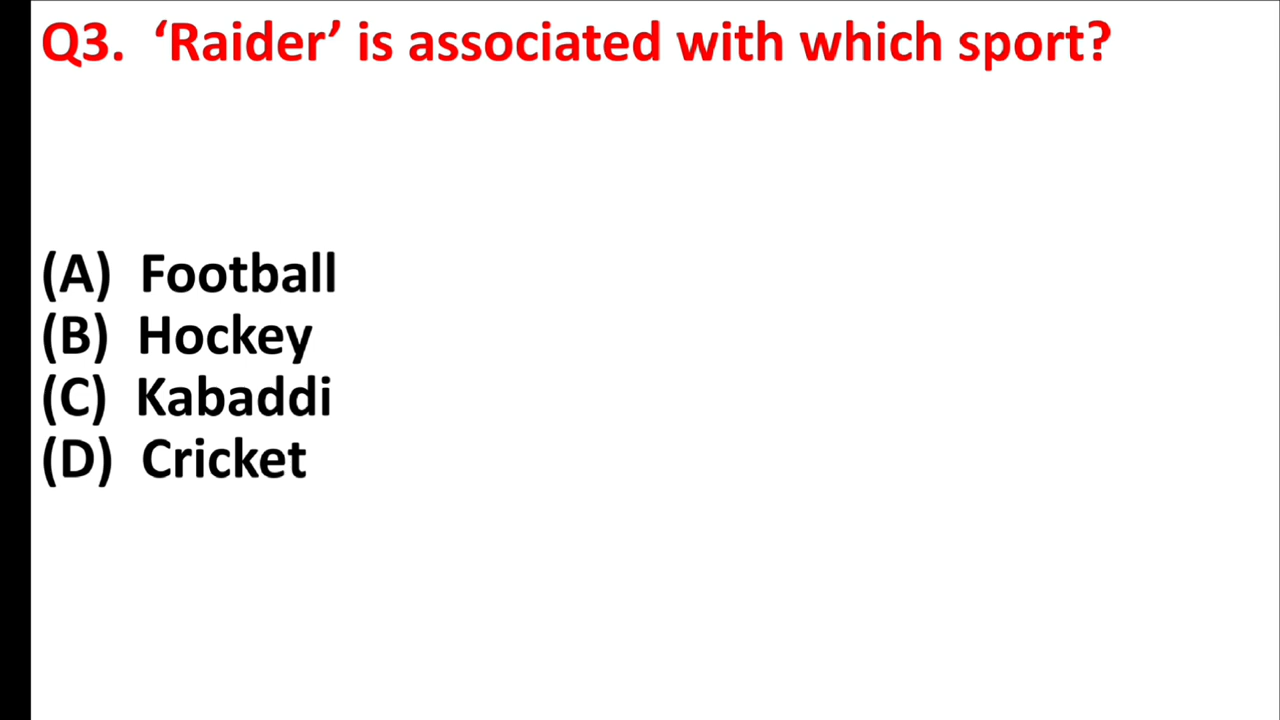 Q3. ‘Raider’ is associated with which sport?
(A) Football
(B) Hockey
(C) Kabaddi
(D) Cricket